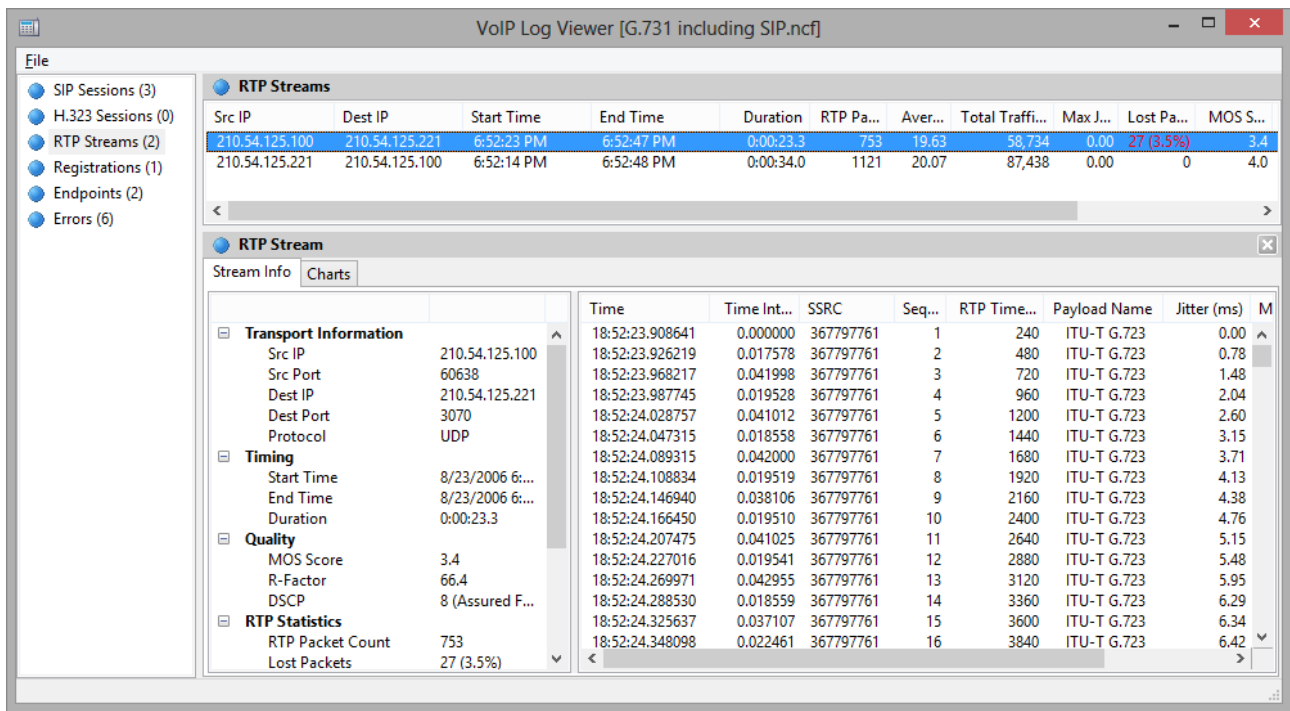 VoIP Log Viewer [G.731 including SIP.ncf]
File
SIP Sessions (3)
H.323 Sessions (0)
RTP Streams (2)
Registrations (1)
Endpoints (2)
Errors (6)
RTP Streams
Src IP Dest IP Start Time End Time Duration RTP Pa... Aver... Total Traffi... Max J... Lost Pa... MOS S...
210.54.125.100 210.54.125.221 6:52:23 PM 6:52:47 PM 0:00:23.3 753 19.63 58,734 0.00 27 (3.5%) 3.4
210.54.125.221 210.54.125.100 6:52:14 PM 6:52:48 PM 0:00:34.0 1121 20.07 87,438 0.00 0 4.0
RTP Stream
Stream Info Charts
Transport Information
Src IP 210.54.125.100
Src Port 60638
Dest IP 210.54.125.221
Dest Port 3070
Protocol UDP
Timing
Start Time 8/23/2006 6:...
End Time 8/23/2006 6:...
Duration 0:00:23.3
Quality
MOS Score 3.4
R-Factor 66.4
DSCP 8 (Assured F...
RTP Statistics
RTP Packet Count 753
Lost Packets 27 (3.5%)
Time Time Int... SSRC Seq... RTP Time... Payload Name Jitter (ms) M
18:52:23.908641 0.000000 367797761 1 240 ITU-T G.723 0.00
18:52:23.926219 0.017578 367797761 2 480 ITU-T G.723 0.78
18:52:23.968217 0.041998 367797761 3 720 ITU-T G.723 1.48
18:52:23.987745 0.019528 367797761 4 960 ITU-T G.723 2.04
18:52:24.028757 0.041012 367797761 5 1200 ITU-T G.723 2.60
18:52:24.047315 0.018558 367797761 6 1440 ITU-T G.723 3.15
18:52:24.089315 0.042000 367797761 7 1680 ITU-T G.723 3.71
18:52:24.108834 0.019519 367797761 8 1920 ITU-T G.723 4.13
18:52:24.146940 0.038106 367797761 9 2160 ITU-T G.723 4.38
18:52:24.166450 0.019510 367797761 10 2400 ITU-T G.723 4.76
18:52:24.207475 0.041025 367797761 11 2640 ITU-T G.723 5.15
18:52:24.227016 0.019541 367797761 12 2880 ITU-T G.723 5.48
18:52:24.269971 0.042955 367797761 13 3120 ITU-T G.723 5.95
18:52:24.288530 0.018559 367797761 14 3360 ITU-T G.723 6.29
18:52:24.325637 0.037107 367797761 15 3600 ITU-T G.723 6.34
18:52:24.348098 0.022461 367797761 16 3840 ITU-T G.723 6.42